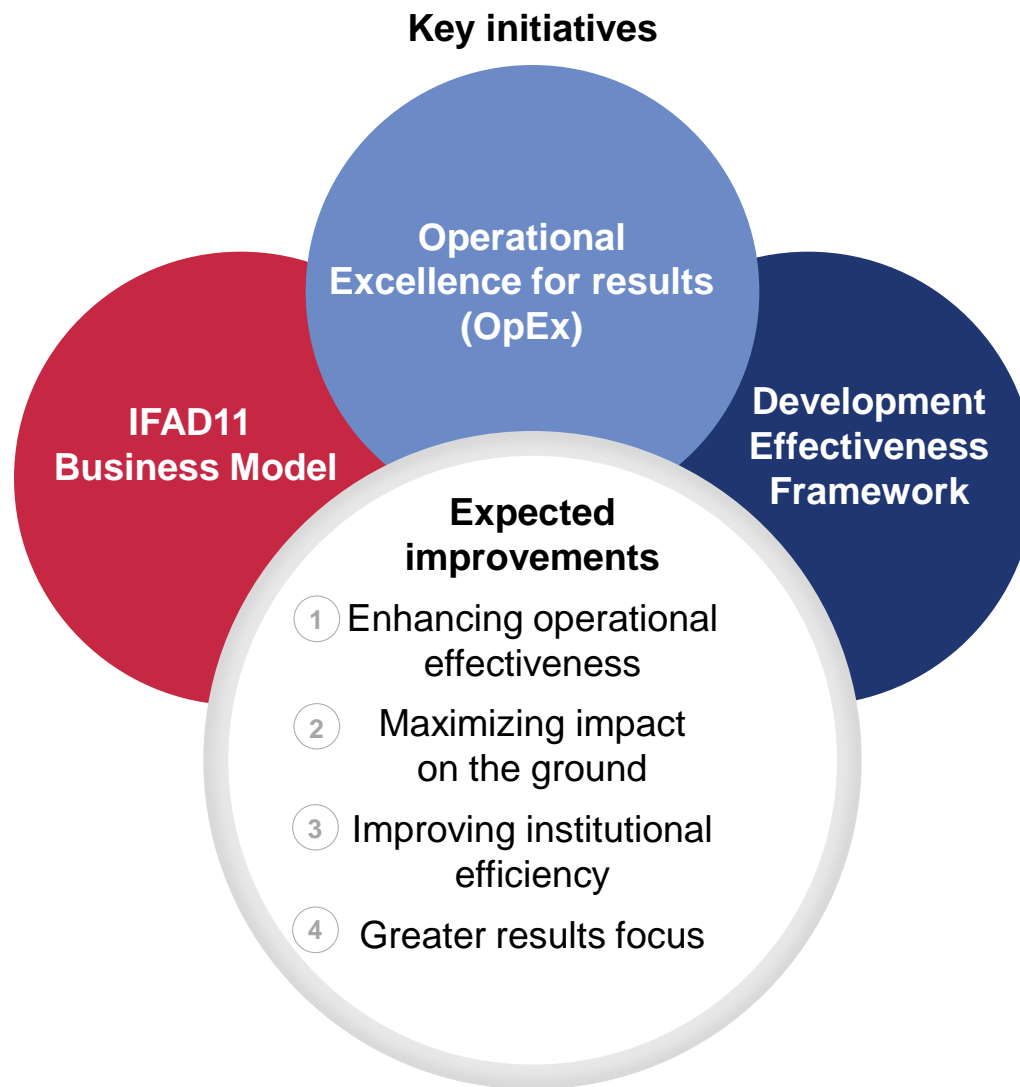 Key initiatives
Operational
Excellence for results
(OpEx)
IFAD11
Business Model
Development
Effectiveness
Framework
Expected
improvements
1 Enhancing operational
effectiveness
2 Maximizing impact
on the ground
3 Improving institutional
efficiency
4 Greater results focus